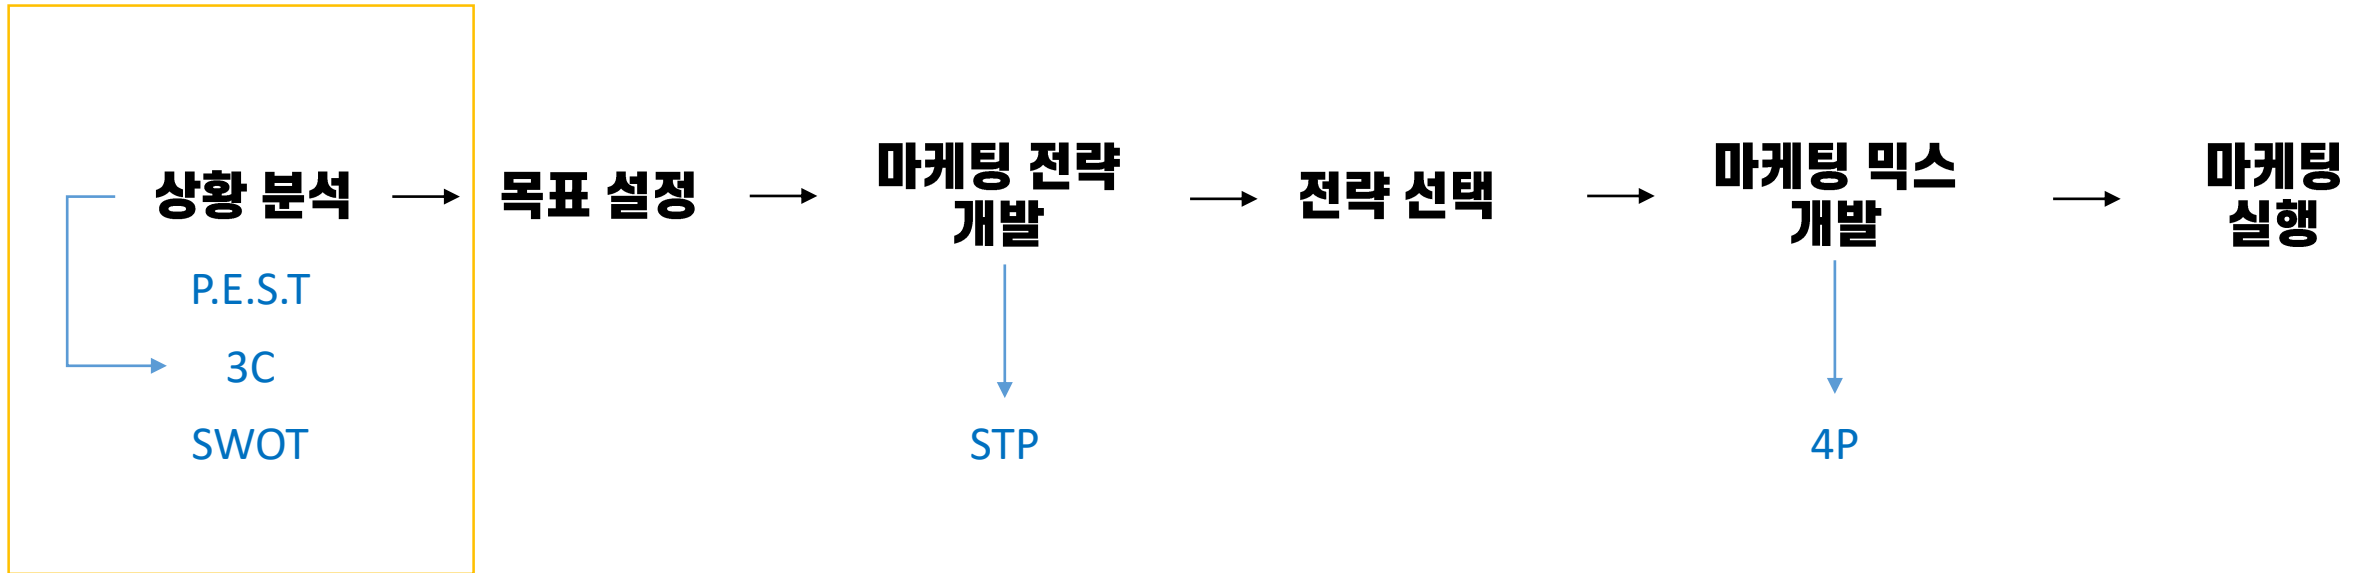 상황 분석
P.E.S.T
3C
SWOT
목표 설정
마케팅 전략
개발
STP
전략 선택
마케팅 믹스
개발
4P
마케팅
실행